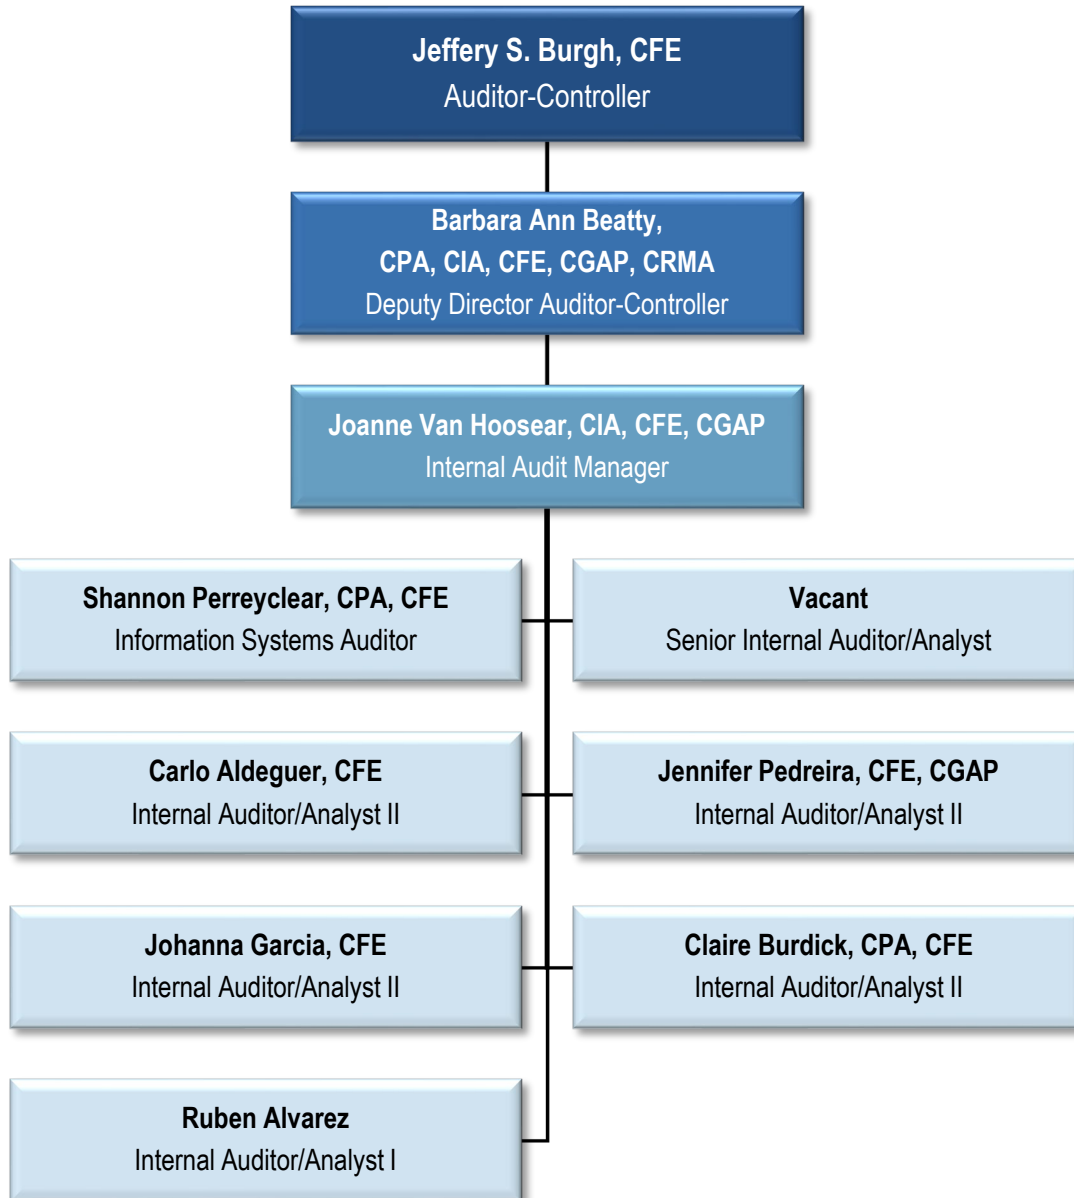 Jeffery S. Burgh, CFE
Auditor-Controller
Barbara Ann Beatty,
CPA, CIA, CFE, CGAP, CRMA
Deputy Director Auditor-Controller
Joanne Van Hoosear, CIA, CFE, CGAP
Internal Audit Manager
Shannon Perreyclear, CPA, CFE
Information Systems Auditor
Vacant
Senior Internal Auditor/Analyst
Carlo Aldeguer, CFE
Internal Auditor/Analyst II
Jennifer Pedreira, CFE, CGAP
Internal Auditor/Analyst II
Johanna Garcia, CFE
Internal Auditor/Analyst II
Claire Burdick, CPA, CFE
Internal Auditor/Analyst II
Ruben Alvarez
Internal Auditor/Analyst I